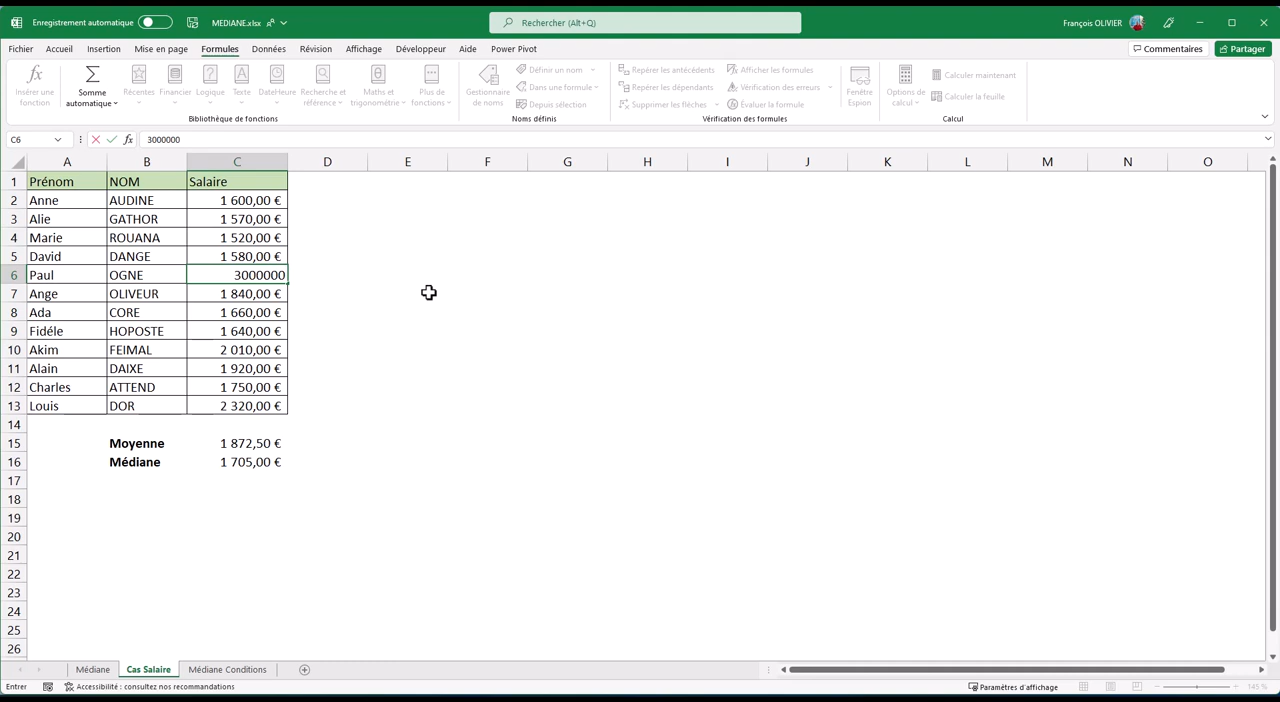 Enregistrement automatique MEDIANE.xlsx Rechercher (Alt+Q) François OLIVIER
Fichier Accueil Insertion Mise en page Formules Données Révision Affichage Développeur Aide Power Pivot Commentaires Partager
Insérer une fonction
Somme automatique
Récentes
Financier
Logique
Texte
DateHeure
Recherche et référence
Maths et trigonométrie
Plus de fonctions
Bibliothèque de fonctions
Gestionnaire de noms
Définir un nom
Dans une formule
Depuis sélection
Noms définis
Repérer les antécédents
Repérer les dépendants
Supprimer les flèches
Afficher les formules
Vérification des erreurs
Évaluer la formule
Vérification des formules
Fenêtre Espion
Options de calcul
Calculer maintenant
Calculer la feuille
Calcul
C6 fx 3000000
A B C D E F G H I J K L M N O
1 Prénom NOM Salaire
2 Anne AUDINE 1 600,00 €
3 Alie GATHOR 1 570,00 €
4 Marie ROUANA 1 520,00 €
5 David DANGE 1 580,00 €
6 Paul OGNE 3000000
7 Ange OLIVEUR 1 840,00 €
8 Ada CORE 1 660,00 €
9 Fidéle HOPOSTE 1 640,00 €
10 Akim FEIMAL 2 010,00 €
11 Alain DAIXE 1 920,00 €
12 Charles ATTEND 1 750,00 €
13 Louis DOR 2 320,00 €
14
15 Moyenne 1 872,50 €
16 Médiane 1 705,00 €
17
18
19
20
21
22
23
24
25
26
Médiane Cas Salaire Médiane Conditions
Entrer Accessibilité : consultez nos recommandations Paramètres d'affichage 145 %